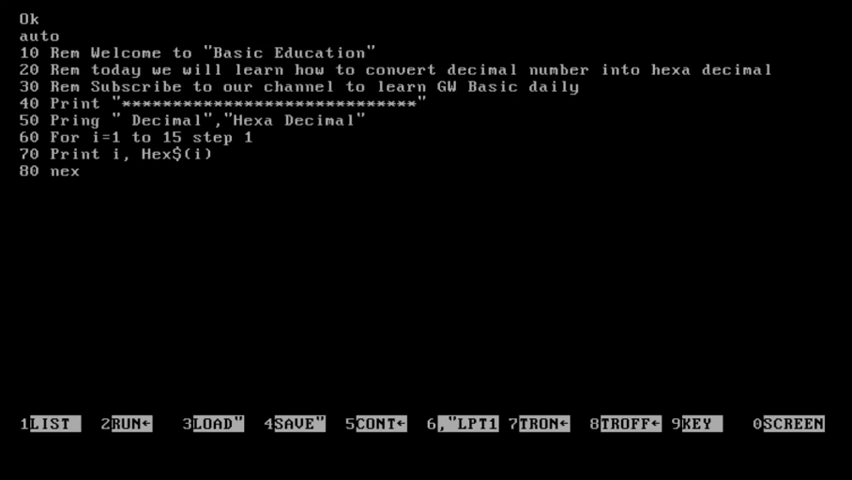 Ok
auto
10 Rem Welcome to "Basic Education"
20 Rem today we will learn how to convert decimal number into hexa decimal
30 Rem Subscribe to our channel to learn GW Basic daily
40 Print "*****************************"
50 Pring " Decimal","Hexa Decimal"
60 For i=1 to 15 step 1
70 Print i, Hex$(i)
80 nex
1LIST 2RUN← 3LOAD" 4SAVE" 5CONT← 6,"LPT1 7TRON← 8TROFF← 9KEY 0SCREEN